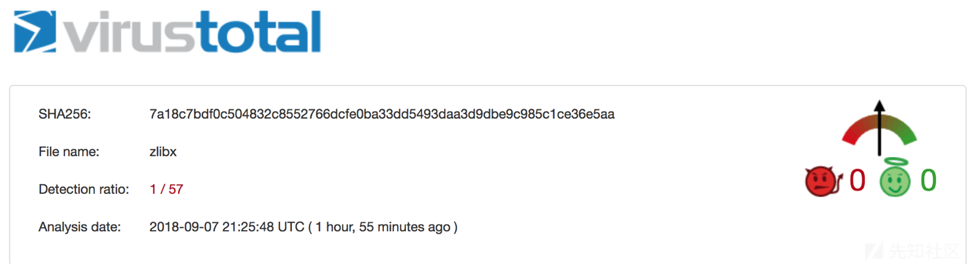 virustotal
SHA256: 7a18c7bdf0c504832c8552766dcfe0ba33dd5493daa3d9dbe9c985c1ce36e5aa
File name: zlibx
Detection ratio: 1 / 57
0 0
Analysis date: 2018-09-07 21:25:48 UTC ( 1 hour, 55 minutes ago )
先知社区